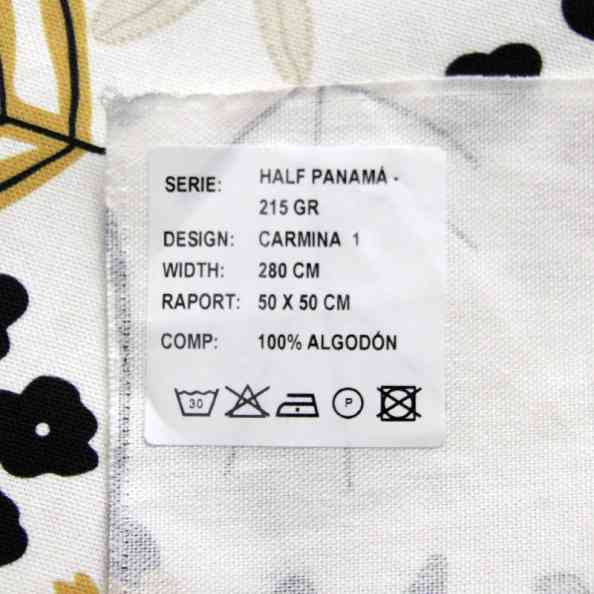 SERIE: HALF PANAMÁ -
215 GR
DESIGN: CARMINA 1
WIDTH: 280 CM
RAPORT: 50 X 50 CM
COMP: 100% ALGODÓN
30 P